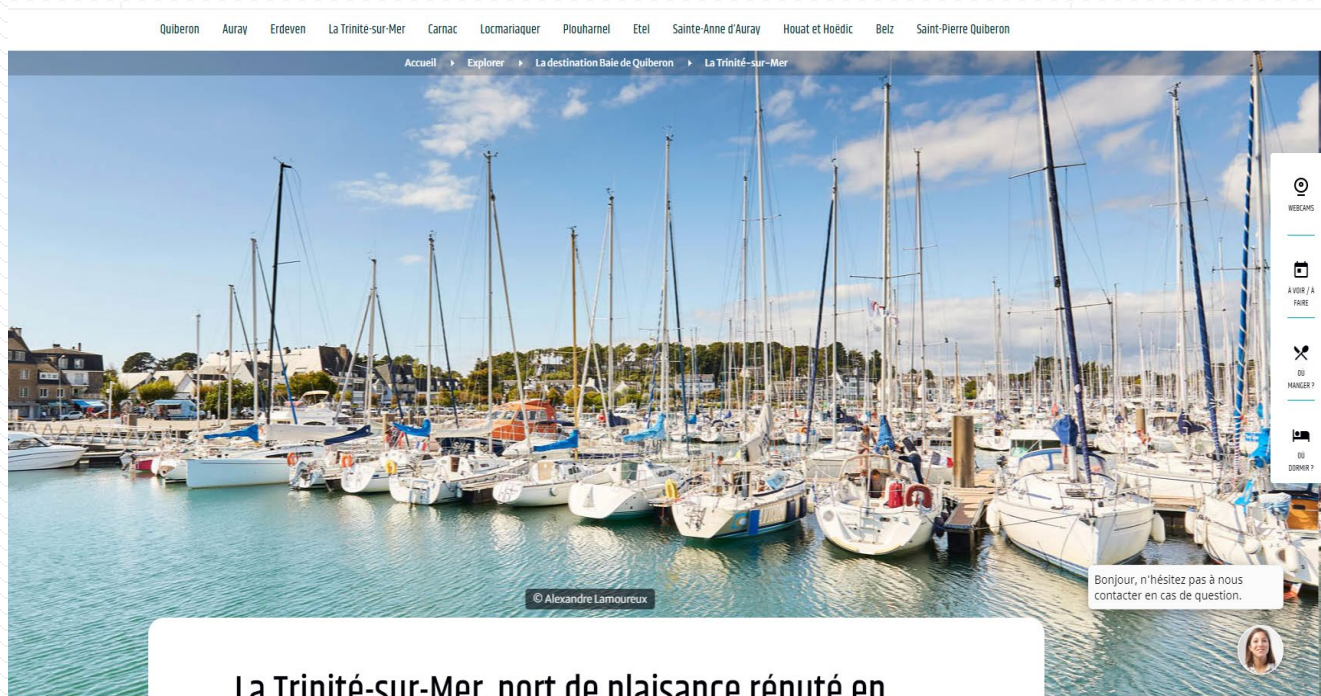 Quiberon Auray Erdeven La Trinité-sur-Mer Carnac Locmariaquer Plouharnel Etel Sainte-Anne d'Auray Houat et Hoëdic Belz Saint-Pierre Quiberon
Accueil Explorer La destination Baie de Quiberon La Trinité-sur-Mer
WEBCAMS
À VOIR / À
FAIRE
OÙ
MANGER ?
OÙ
DORMIR ?
© Alexandre Lamoureux
Bonjour, n'hésitez pas à nous
contacter en cas de question.
La Trinité-sur-Mer, port de plaisance réputé en